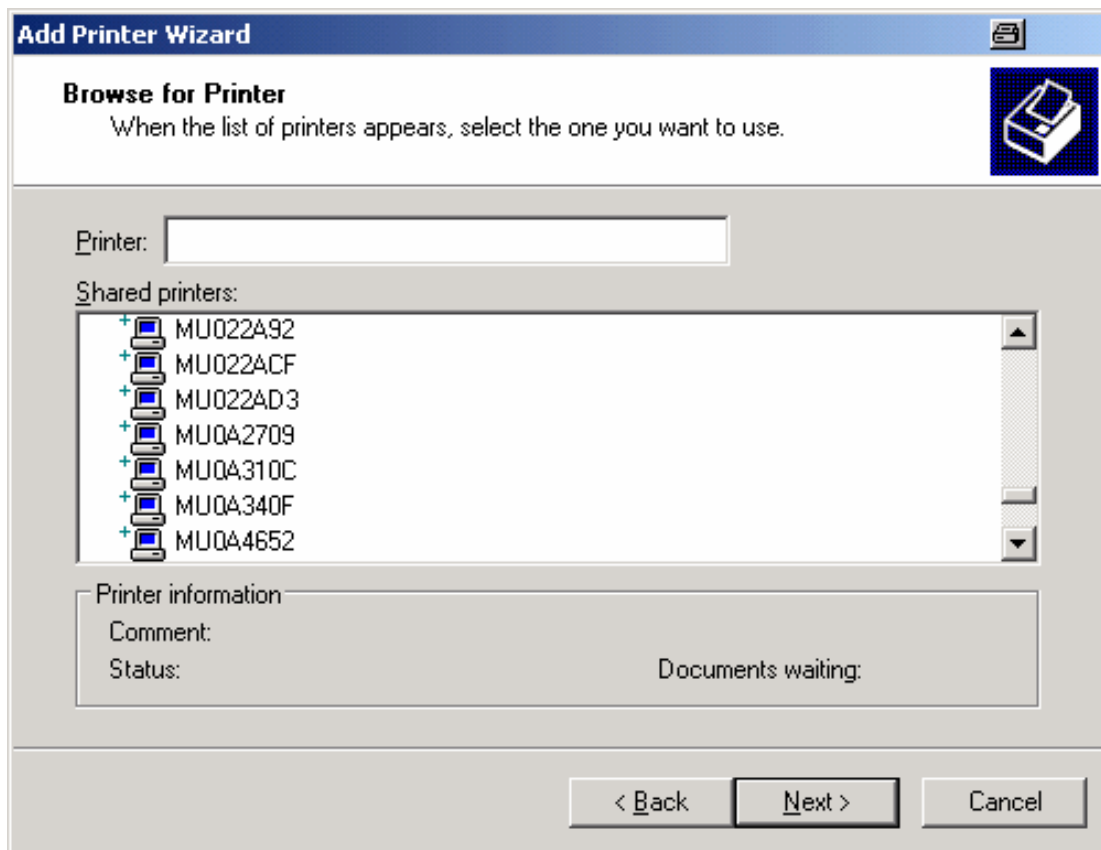 Add Printer Wizard
Browse for Printer
When the list of printers appears, select the one you want to use.
Printer:
Shared printers:
MU022A92
MU022ACF
MU022AD3
MU0A2709
MU0A310C
MU0A340F
MU0A4652
Printer information
Comment:
Status: Documents waiting:
< Back Next > Cancel